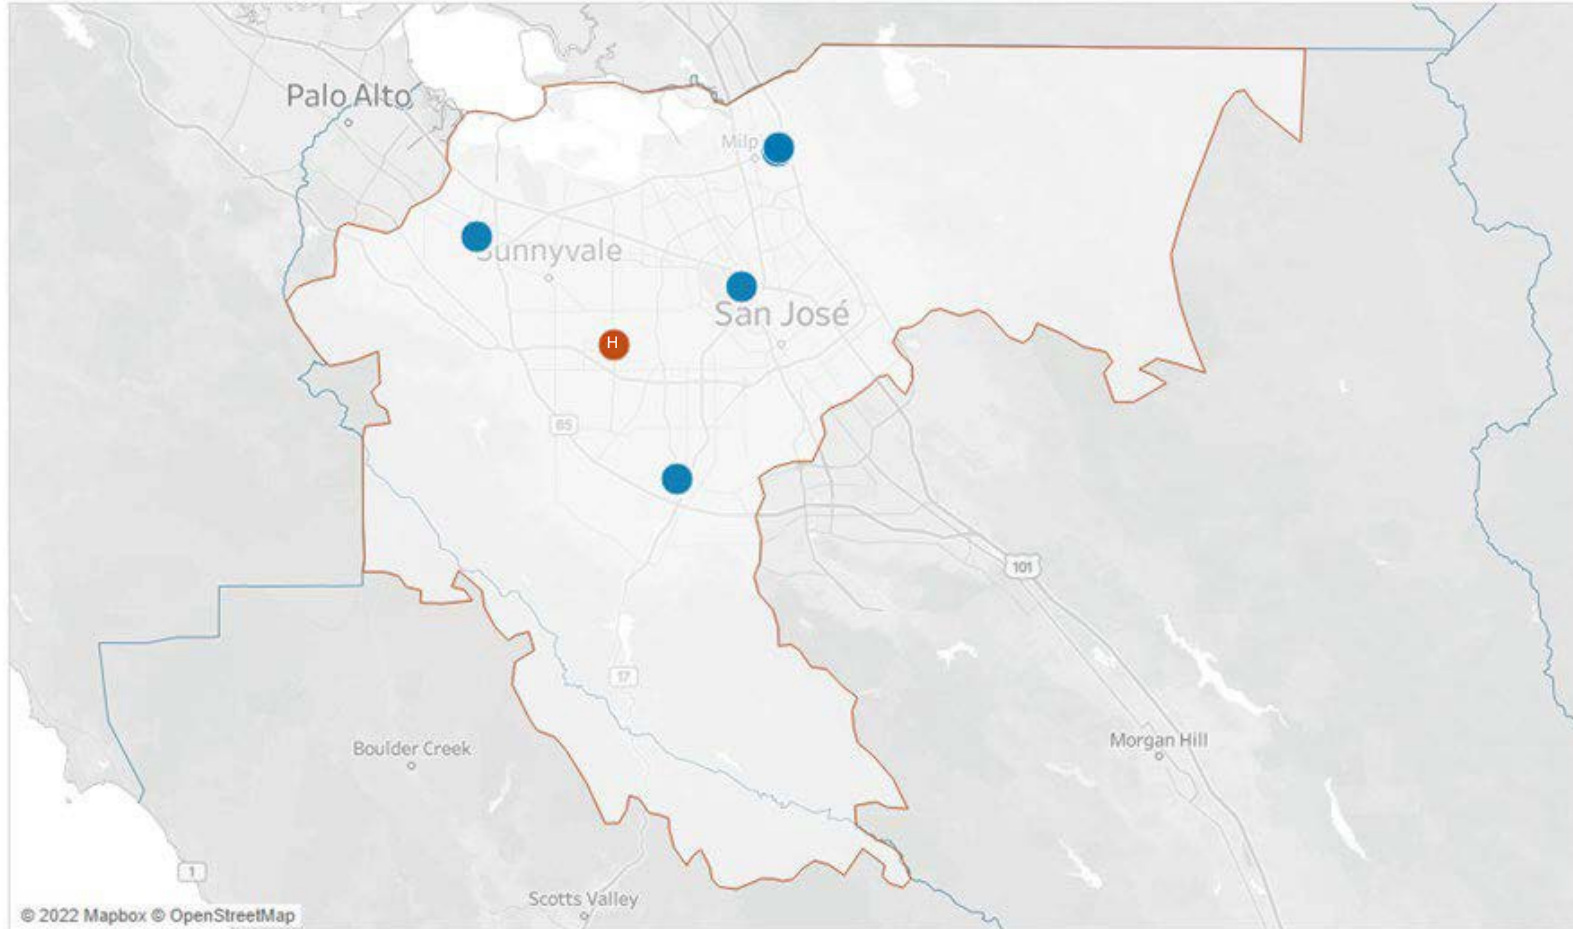 Palo Alto
Milp
Sunnyvale
San José
H
85
101
17
Boulder Creek
Morgan Hill
1
Scotts Valley
© 2022 Mapbox © OpenStreetMap